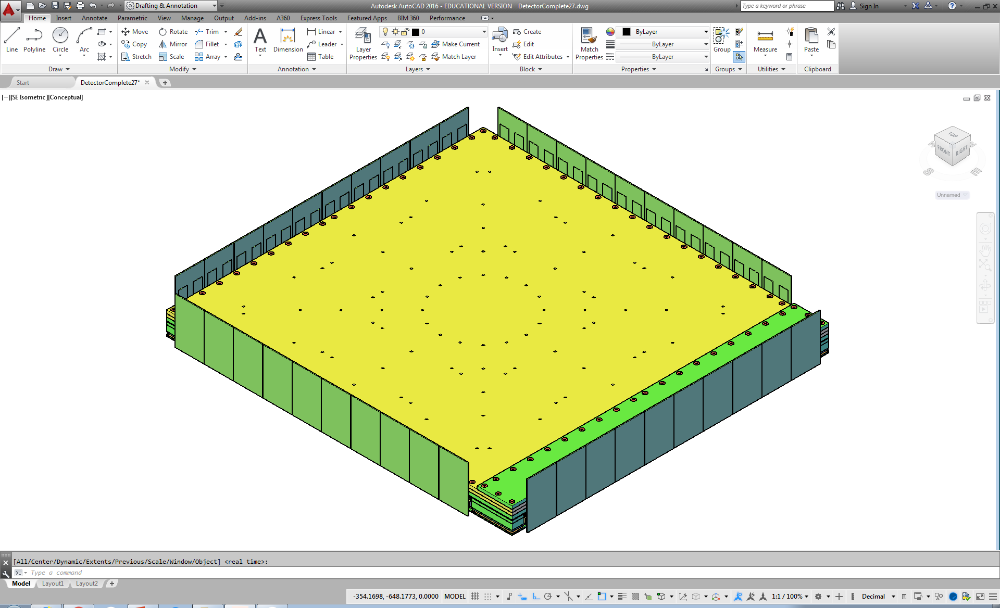 Drafting & Annotation
Autodesk AutoCAD 2016 - EDUCATIONAL VERSION DetectorComplete27.dwg
Type a keyword or phrase
Sign In
Home Insert Annotate Parametric View Manage Output Add-ins A360 Express Tools Featured Apps BIM 360 Performance
Line Polyline Circle Arc
Move Rotate Trim
Copy Mirror Fillet
Stretch Scale Array
Text Dimension
Linear
Leader
Table
Layer Properties
0
Make Current
Match Layer
Insert
Create
Edit
Edit Attributes
Match Properties
ByLayer
ByLayer
ByLayer
Group
Measure
Paste
Draw Modify Annotation Layers Block Properties Groups Utilities Clipboard
Start DetectorComplete27*
[−][SE Isometric][Conceptual]
TOP
FRONT RIGHT
S E
Unnamed
[All/Center/Dynamic/Extents/Previous/Scale/Window/Object] <real time>:
Type a command
Model Layout1 Layout2
-354.1698, -648.1773, 0.0000 MODEL 1:1 / 100% Decimal